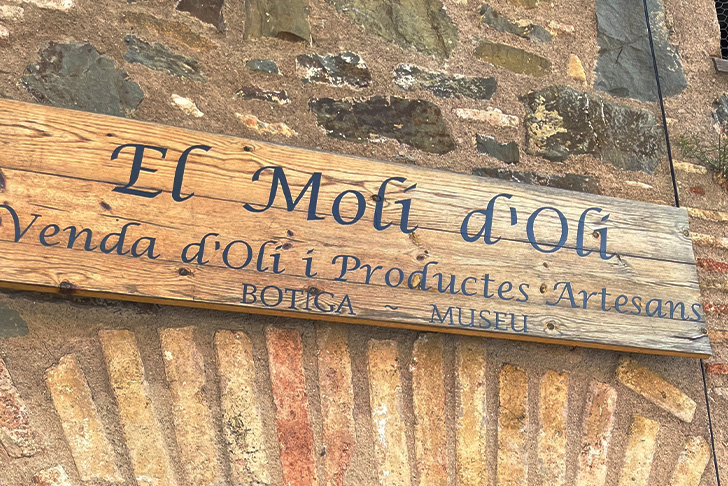 El Molí d'Oli
Venda d'Oli i Productes Artesans
BOTIGA ~ MUSEU